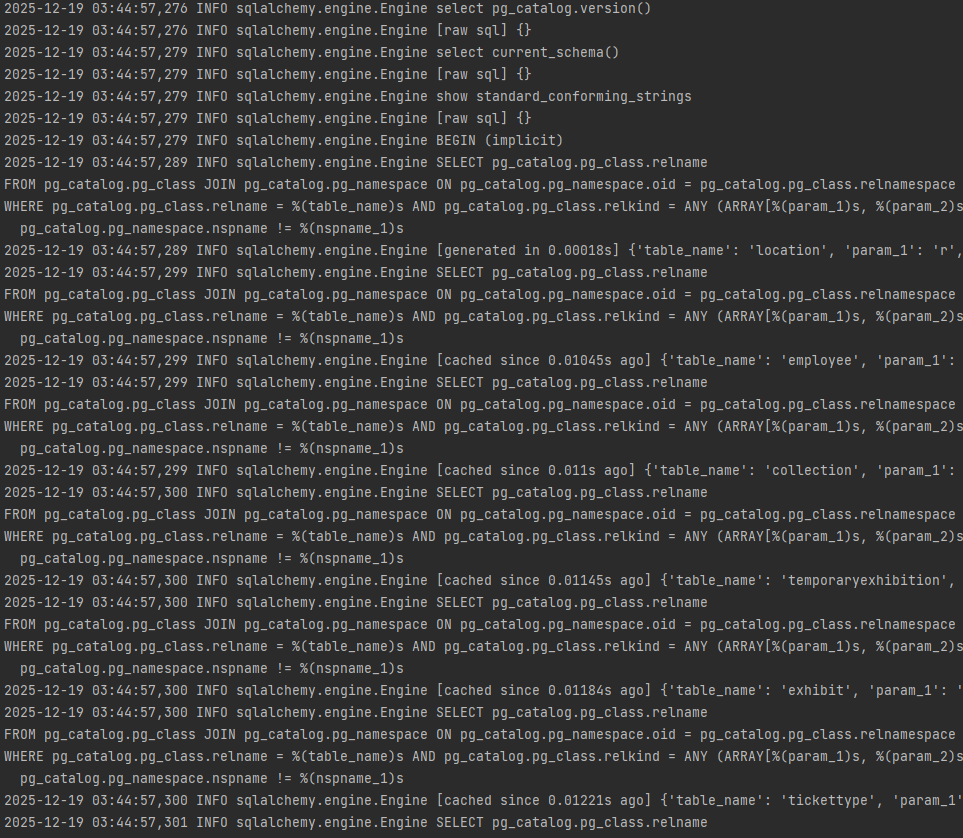 2025-12-19 03:44:57,276 INFO sqlalchemy.engine.Engine select pg_catalog.version()
2025-12-19 03:44:57,276 INFO sqlalchemy.engine.Engine [raw sql] {}
2025-12-19 03:44:57,279 INFO sqlalchemy.engine.Engine select current_schema()
2025-12-19 03:44:57,279 INFO sqlalchemy.engine.Engine [raw sql] {}
2025-12-19 03:44:57,279 INFO sqlalchemy.engine.Engine show standard_conforming_strings
2025-12-19 03:44:57,279 INFO sqlalchemy.engine.Engine [raw sql] {}
2025-12-19 03:44:57,279 INFO sqlalchemy.engine.Engine BEGIN (implicit)
2025-12-19 03:44:57,289 INFO sqlalchemy.engine.Engine SELECT pg_catalog.pg_class.relname
FROM pg_catalog.pg_class JOIN pg_catalog.pg_namespace ON pg_catalog.pg_namespace.oid = pg_catalog.pg_class.relnamespace
WHERE pg_catalog.pg_class.relname = %(table_name)s AND pg_catalog.pg_class.relkind = ANY (ARRAY[%(param_1)s, %(param_2)s
  pg_catalog.pg_namespace.nspname != %(nspname_1)s
2025-12-19 03:44:57,289 INFO sqlalchemy.engine.Engine [generated in 0.00018s] {'table_name': 'location', 'param_1': 'r',
2025-12-19 03:44:57,299 INFO sqlalchemy.engine.Engine SELECT pg_catalog.pg_class.relname
FROM pg_catalog.pg_class JOIN pg_catalog.pg_namespace ON pg_catalog.pg_namespace.oid = pg_catalog.pg_class.relnamespace
WHERE pg_catalog.pg_class.relname = %(table_name)s AND pg_catalog.pg_class.relkind = ANY (ARRAY[%(param_1)s, %(param_2)s
  pg_catalog.pg_namespace.nspname != %(nspname_1)s
2025-12-19 03:44:57,299 INFO sqlalchemy.engine.Engine [cached since 0.01045s ago] {'table_name': 'employee', 'param_1':
2025-12-19 03:44:57,299 INFO sqlalchemy.engine.Engine SELECT pg_catalog.pg_class.relname
FROM pg_catalog.pg_class JOIN pg_catalog.pg_namespace ON pg_catalog.pg_namespace.oid = pg_catalog.pg_class.relnamespace
WHERE pg_catalog.pg_class.relname = %(table_name)s AND pg_catalog.pg_class.relkind = ANY (ARRAY[%(param_1)s, %(param_2)s
  pg_catalog.pg_namespace.nspname != %(nspname_1)s
2025-12-19 03:44:57,299 INFO sqlalchemy.engine.Engine [cached since 0.011s ago] {'table_name': 'collection', 'param_1':
2025-12-19 03:44:57,300 INFO sqlalchemy.engine.Engine SELECT pg_catalog.pg_class.relname
FROM pg_catalog.pg_class JOIN pg_catalog.pg_namespace ON pg_catalog.pg_namespace.oid = pg_catalog.pg_class.relnamespace
WHERE pg_catalog.pg_class.relname = %(table_name)s AND pg_catalog.pg_class.relkind = ANY (ARRAY[%(param_1)s, %(param_2)s
  pg_catalog.pg_namespace.nspname != %(nspname_1)s
2025-12-19 03:44:57,300 INFO sqlalchemy.engine.Engine [cached since 0.01145s ago] {'table_name': 'temporaryexhibition',
2025-12-19 03:44:57,300 INFO sqlalchemy.engine.Engine SELECT pg_catalog.pg_class.relname
FROM pg_catalog.pg_class JOIN pg_catalog.pg_namespace ON pg_catalog.pg_namespace.oid = pg_catalog.pg_class.relnamespace
WHERE pg_catalog.pg_class.relname = %(table_name)s AND pg_catalog.pg_class.relkind = ANY (ARRAY[%(param_1)s, %(param_2)s
  pg_catalog.pg_namespace.nspname != %(nspname_1)s
2025-12-19 03:44:57,300 INFO sqlalchemy.engine.Engine [cached since 0.01184s ago] {'table_name': 'exhibit', 'param_1': '
2025-12-19 03:44:57,300 INFO sqlalchemy.engine.Engine SELECT pg_catalog.pg_class.relname
FROM pg_catalog.pg_class JOIN pg_catalog.pg_namespace ON pg_catalog.pg_namespace.oid = pg_catalog.pg_class.relnamespace
WHERE pg_catalog.pg_class.relname = %(table_name)s AND pg_catalog.pg_class.relkind = ANY (ARRAY[%(param_1)s, %(param_2)s
  pg_catalog.pg_namespace.nspname != %(nspname_1)s
2025-12-19 03:44:57,300 INFO sqlalchemy.engine.Engine [cached since 0.01221s ago] {'table_name': 'tickettype', 'param_1'
2025-12-19 03:44:57,301 INFO sqlalchemy.engine.Engine SELECT pg_catalog.pg_class.relname